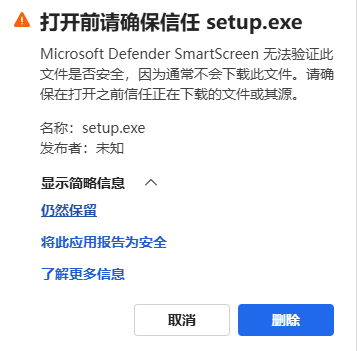 打开前请确保信任 setup.exe
Microsoft Defender SmartScreen 无法验证此
文件是否安全，因为通常不会下载此文件。请确
保在打开之前信任正在下载的文件或其源。
名称：setup.exe
发布者：未知
显示简略信息
仍然保留
将此应用报告为安全
了解更多信息
取消
删除